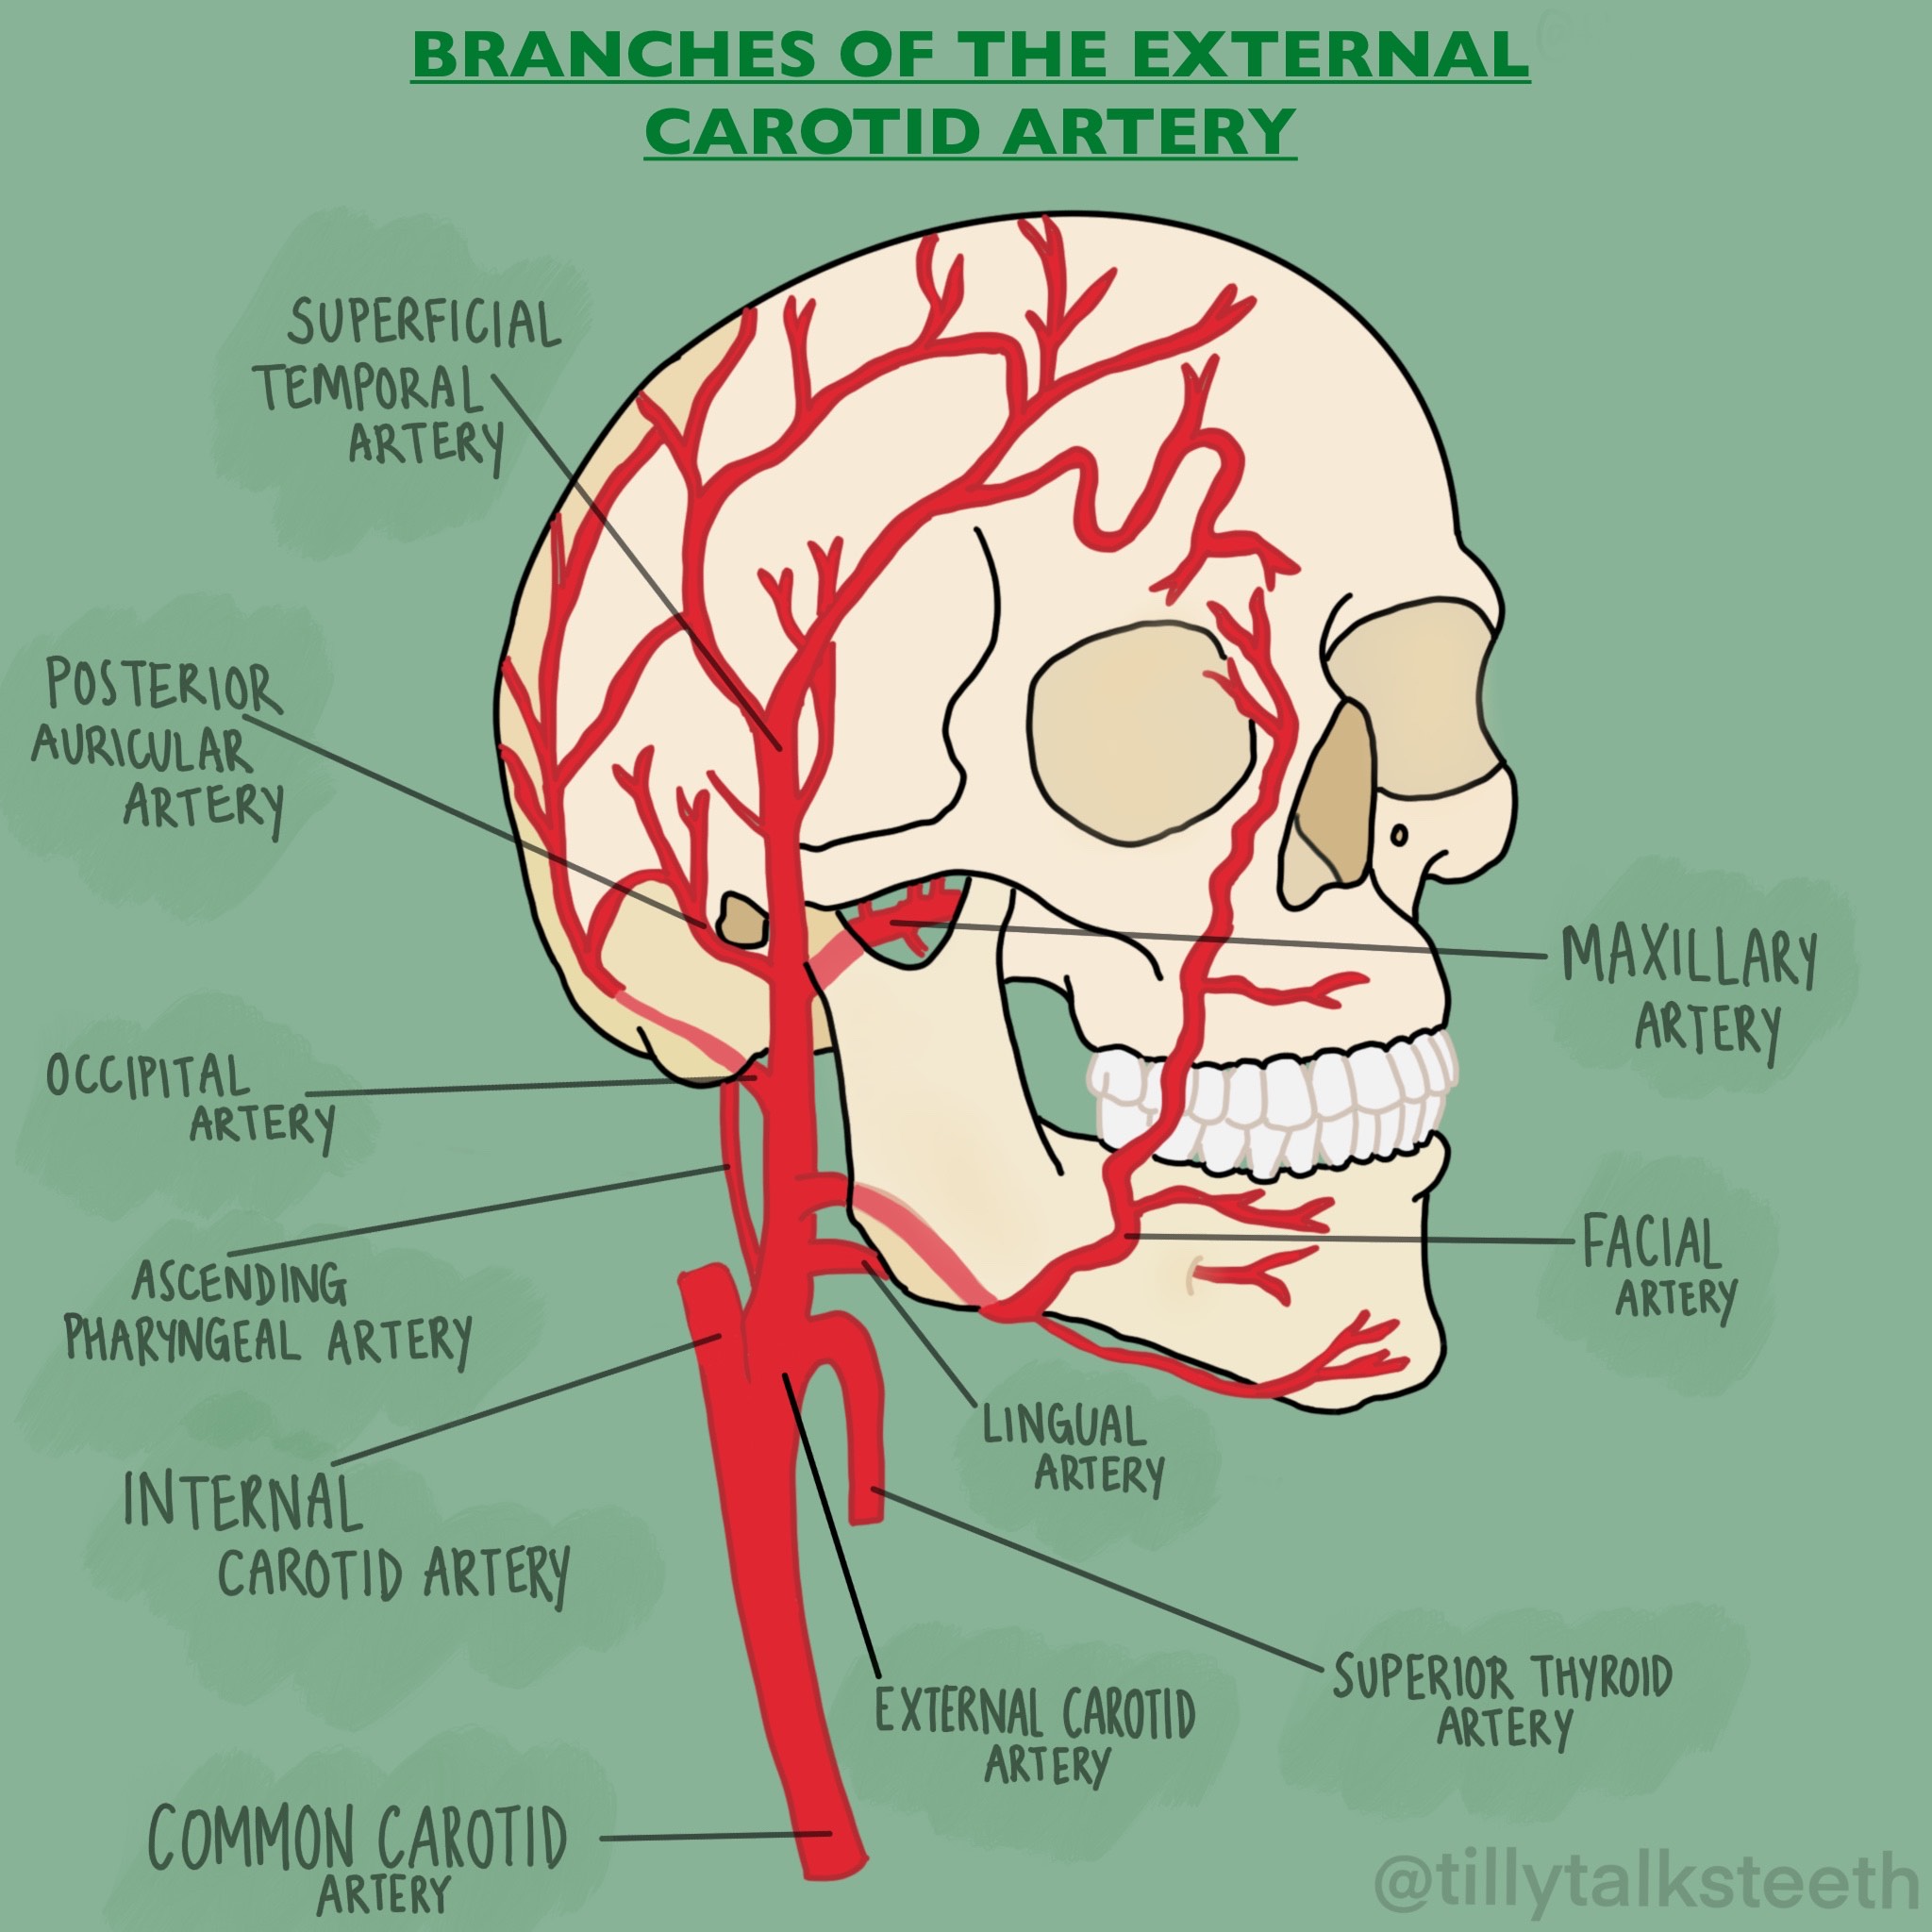 BRANCHES OF THE EXTERNAL
CAROTID ARTERY
SUPERFICIAL
TEMPORAL
ARTERY
POSTERIOR
AURICULAR
ARTERY
OCCIPITAL
ARTERY
ASCENDING
PHARYNGEAL ARTERY
INTERNAL
CAROTID ARTERY
COMMON CAROTID
ARTERY
MAXILLARY
ARTERY
FACIAL
ARTERY
LINGUAL
ARTERY
SUPERIOR THYROID
ARTERY
EXTERNAL CAROTID
ARTERY
@tillytalksteeth